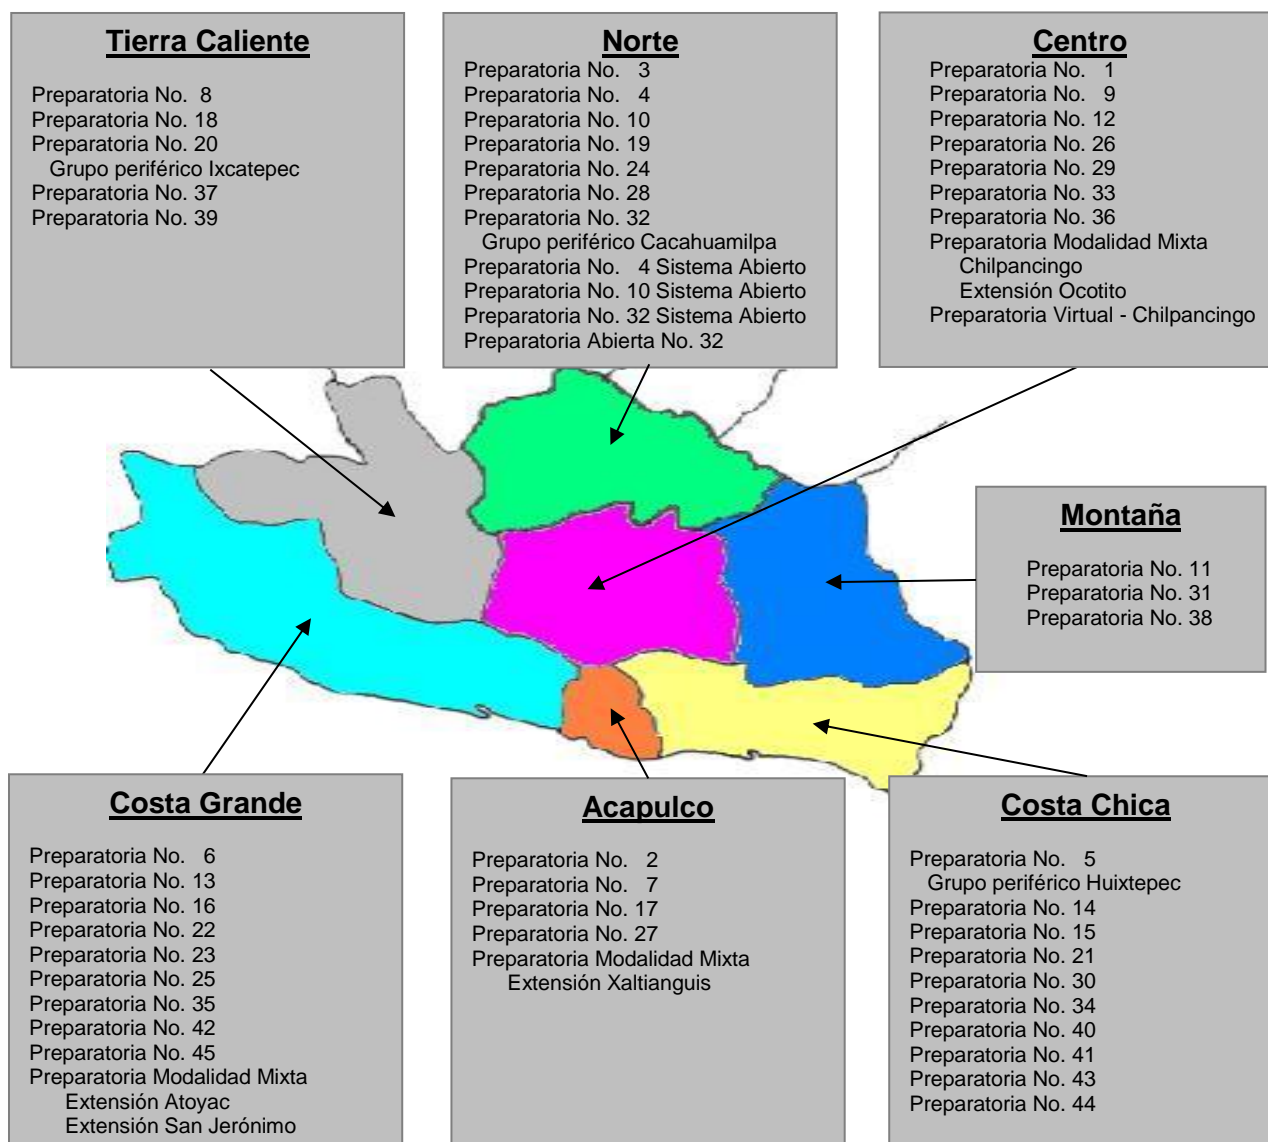 Tierra Caliente
Preparatoria No. 8
Preparatoria No. 18
Preparatoria No. 20
Grupo periférico Ixcatepec
Preparatoria No. 37
Preparatoria No. 39
Norte
Preparatoria No. 3
Preparatoria No. 4
Preparatoria No. 10
Preparatoria No. 19
Preparatoria No. 24
Preparatoria No. 28
Preparatoria No. 32
Grupo periférico Cacahuamilpa
Preparatoria No. 4 Sistema Abierto
Preparatoria No. 10 Sistema Abierto
Preparatoria No. 32 Sistema Abierto
Preparatoria Abierta No. 32
Centro
Preparatoria No. 1
Preparatoria No. 9
Preparatoria No. 12
Preparatoria No. 26
Preparatoria No. 29
Preparatoria No. 33
Preparatoria No. 36
Preparatoria Modalidad Mixta
Chilpancingo
Extensión Ocotito
Preparatoria Virtual - Chilpancingo
Montaña
Preparatoria No. 11
Preparatoria No. 31
Preparatoria No. 38
Costa Grande
Preparatoria No. 6
Preparatoria No. 13
Preparatoria No. 16
Preparatoria No. 22
Preparatoria No. 23
Preparatoria No. 25
Preparatoria No. 35
Preparatoria No. 42
Preparatoria No. 45
Preparatoria Modalidad Mixta
Extensión Atoyac
Extensión San Jerónimo
Acapulco
Preparatoria No. 2
Preparatoria No. 7
Preparatoria No. 17
Preparatoria No. 27
Preparatoria Modalidad Mixta
Extensión Xaltianguis
Costa Chica
Preparatoria No. 5
Grupo periférico Huixtepec
Preparatoria No. 14
Preparatoria No. 15
Preparatoria No. 21
Preparatoria No. 30
Preparatoria No. 34
Preparatoria No. 40
Preparatoria No. 41
Preparatoria No. 43
Preparatoria No. 44